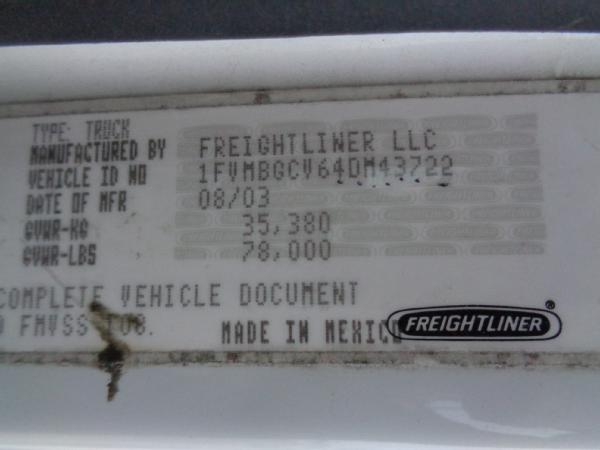 TYPE: TRUCK
MANUFACTURED BY FREIGHTLINER LLC
VEHICLE ID NO 1FVMBGCV64DM43722
DATE OF MFR 08/03
GVWR-KG 35,380
GVWR-LBS 78,000
COMPLETE VEHICLE DOCUMENT
FMVSS 108.
MADE IN MEXICO
FREIGHTLINER®